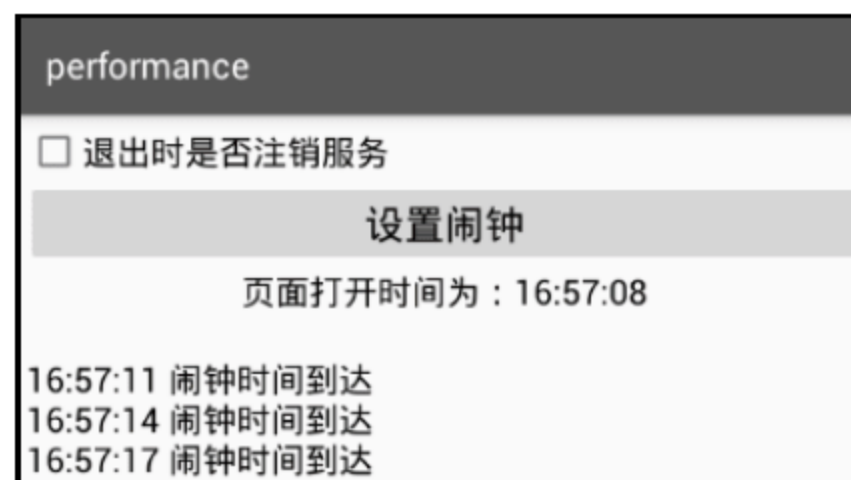 performance
退出时是否注销服务
设置闹钟
页面打开时间为：16:57:08
16:57:11 闹钟时间到达
16:57:14 闹钟时间到达
16:57:17 闹钟时间到达